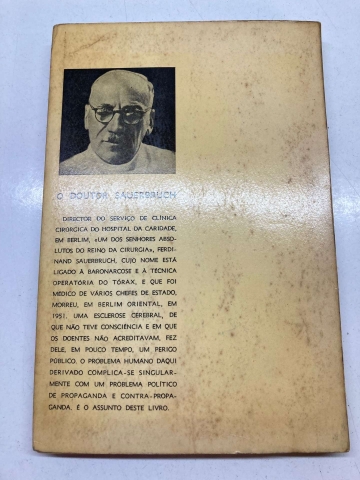 O DOUTOR SAUERBRUCH
DIRECTOR DO SERVIÇO DE CLÍNICA
CIRÚRGICA DO HOSPITAL DA CARIDADE,
EM BERLIM, «UM DOS SENHORES ABSO-
LUTOS DO REINO DA CIRURGIA», FERDI-
NAND SAUERBRUCH, CUJO NOME ESTÁ
LIGADO À BARONARCOSE E À TÉCNICA
OPERATÓRIA DO TÓRAX, E QUE FOI
MÉDICO DE VÁRIOS CHEFES DE ESTADO,
MORREU, EM BERLIM ORIENTAL, EM
1951. UMA ESCLEROSE CEREBRAL, DE
QUE NÃO TEVE CONSCIÊNCIA E EM QUE
OS DOENTES NÃO ACREDITAVAM, FEZ
DELE, EM POUCO TEMPO, UM PERIGO
PÚBLICO. O PROBLEMA HUMANO DAQUI
DERIVADO COMPLICA-SE SINGULAR-
MENTE COM UM PROBLEMA POLÍTICO
DE PROPAGANDA E CONTRA-PROPA-
GANDA. É O ASSUNTO DESTE LIVRO.